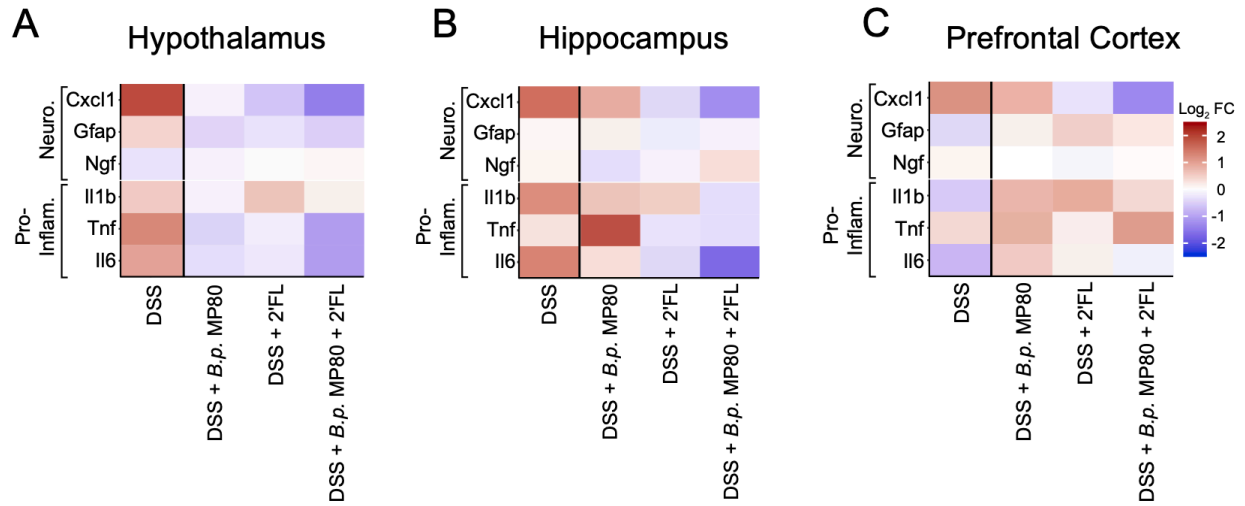 A
Hypothalamus
Neuro.
Cxcl1
Gfap
Ngf
Pro-
Inflam.
Il1b
Tnf
Il6
DSS
DSS + B.p. MP80
DSS + 2'FL
DSS + B.p. MP80 + 2'FL
B
Hippocampus
Neuro.
Cxcl1
Gfap
Ngf
Pro-
Inflam.
Il1b
Tnf
Il6
DSS
DSS + B.p. MP80
DSS + 2'FL
DSS + B.p. MP80 + 2'FL
C
Prefrontal Cortex
Neuro.
Cxcl1
Gfap
Ngf
Pro-
Inflam.
Il1b
Tnf
Il6
DSS
DSS + B.p. MP80
DSS + 2'FL
DSS + B.p. MP80 + 2'FL
Log2 FC
2
1
0
-1
-2